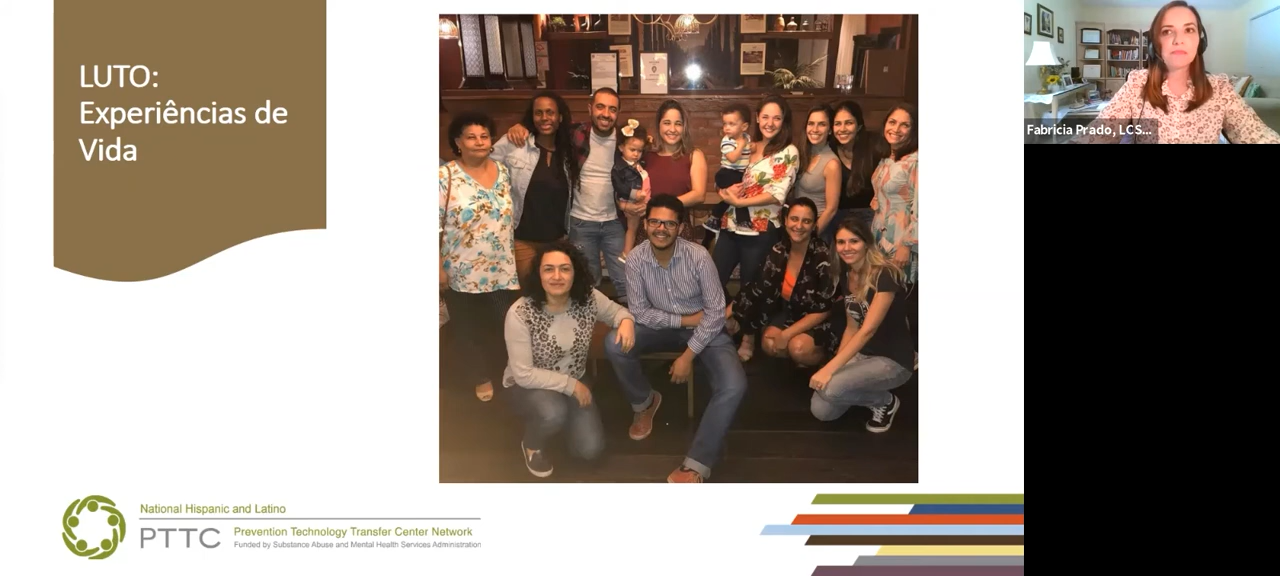 LUTO:
Experiências de
Vida
Fabricia Prado, LCS...
National Hispanic and Latino
PTTC
Prevention Technology Transfer Center Network
Funded by Substance Abuse and Mental Health Services Administration